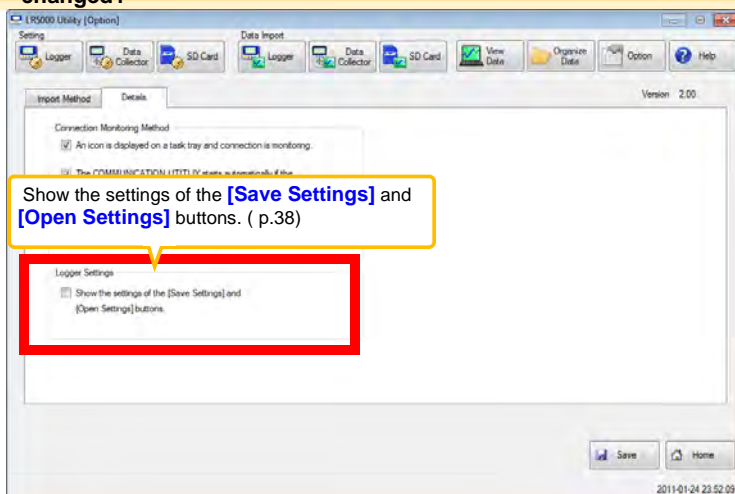 changed?
LR5000 Utility [Option]
Setting
Data Import
Logger
Data
Collector
SD Card
Logger
Data
Collector
SD Card
View
Data
Organize
Data
Option
Help
Import Method
Details
Version 2.00
Connection Monitoring Method
An icon is displayed on a task tray and connection is monitoring.
The COMMUNICATION UTITLIY starts automatically if the
Show the settings of the [Save Settings] and
[Open Settings] buttons. ( p.38)
Logger Settings
Show the settings of the [Save Settings] and
[Open Settings] buttons.
Save
Home
2011-01-24 23:52:09